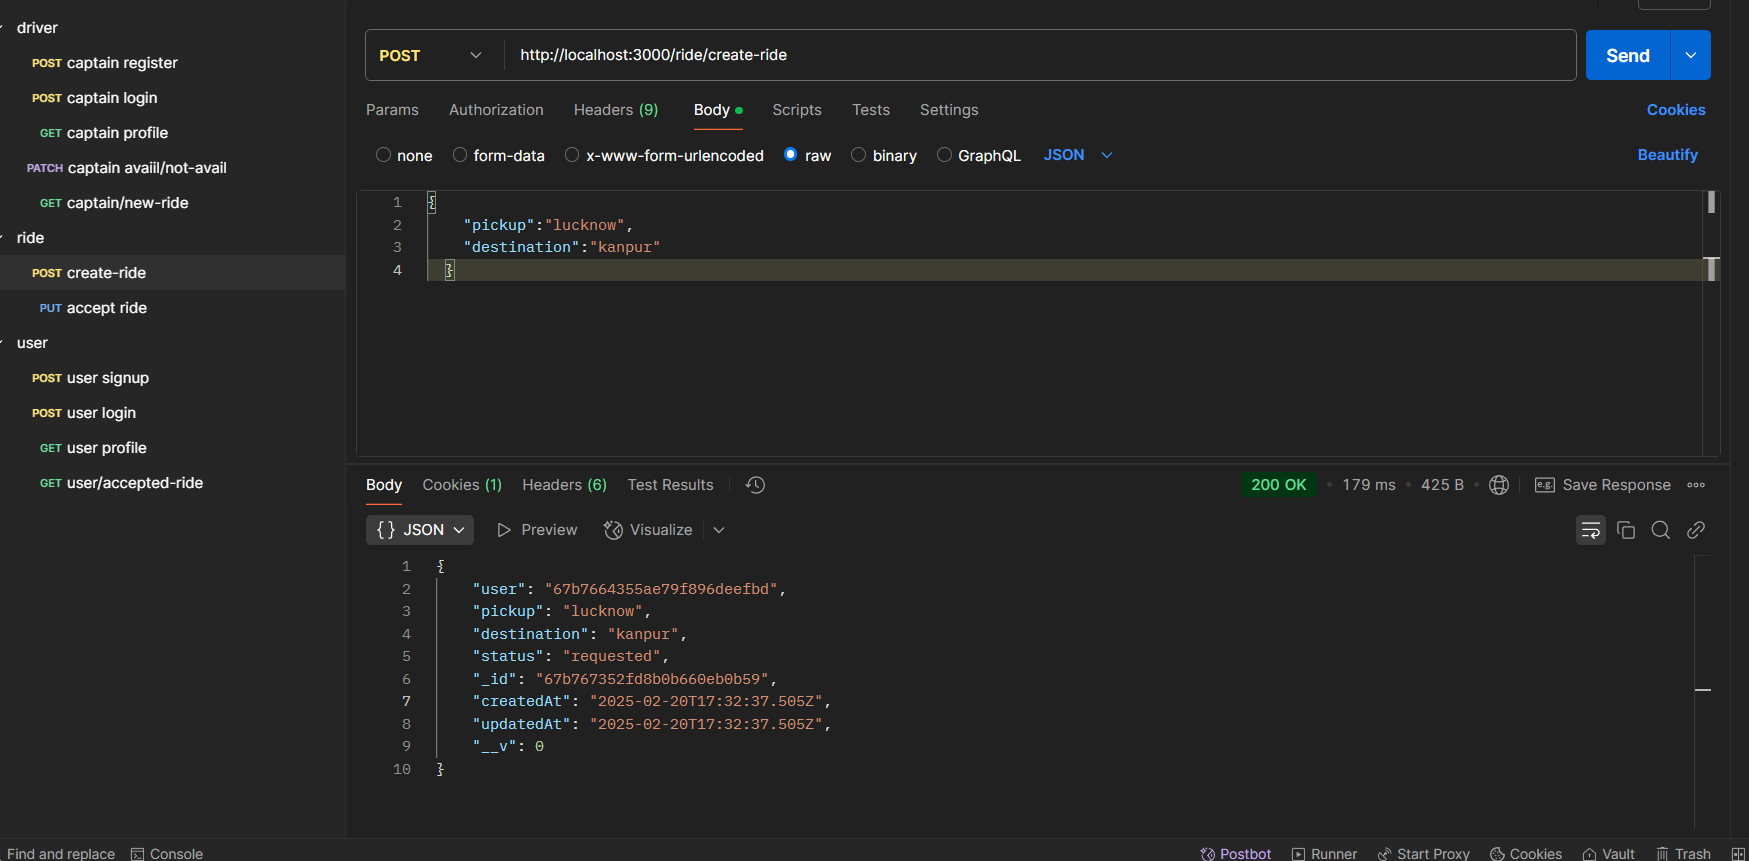 driver
POST captain register
POST captain login
GET captain profile
PATCH captain avaiil/not-avail
GET captain/new-ride
ride
POST create-ride
PUT accept ride
user
POST user signup
POST user login
GET user profile
GET user/accepted-ride
POST http://localhost:3000/ride/create-ride Send
Params Authorization Headers (9) Body Scripts Tests Settings Cookies
none form-data x-www-form-urlencoded raw binary GraphQL JSON Beautify
1 {
2 "pickup":"lucknow",
3 "destination":"kanpur"
4 }
Body Cookies (1) Headers (6) Test Results 200 OK • 179 ms • 425 B • e.g. Save Response
{} JSON Preview Visualize
1 {
2 "user": "67b7664355ae79f896deefbd",
3 "pickup": "lucknow",
4 "destination": "kanpur",
5 "status": "requested",
6 "_id": "67b767352fd8b0b660eb0b59",
7 "createdAt": "2025-02-20T17:32:37.505Z",
8 "updatedAt": "2025-02-20T17:32:37.505Z",
9 "__v": 0
10 }
Find and replace Console Postbot Runner Start Proxy Cookies Vault Trash